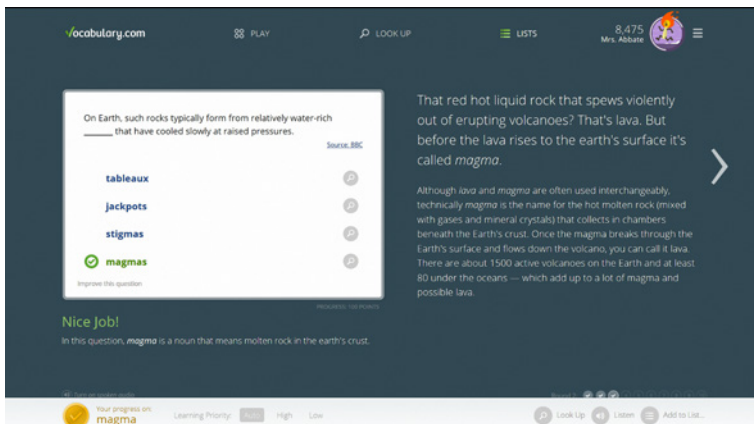 Vocabulary.com
PLAY
LOOK UP
LISTS
8,475
Mrs. Abbate
On Earth, such rocks typically form from relatively water-rich
______ that have cooled slowly at raised pressures.
Source: BBC
tableaux
jackpots
stigmas
magmas
Improve this question
PROGRESS: 100 POINTS
Nice Job!
In this question, magma is a noun that means molten rock in the earth's crust.
That red hot liquid rock that spews violently
out of erupting volcanoes? That's lava. But
before the lava rises to the earth's surface it's
called magma.
Although lava and magma are often used interchangeably,
technically magma is the name for the hot molten rock (mixed
with gases and mineral crystals) that collects in chambers
beneath the Earth's crust. Once the magma breaks through the
Earth's surface and flows down the volcano, you can call it lava.
There are about 1500 active volcanoes on the Earth and at least
80 under the oceans — which add up to a lot of magma and
possible lava.
Your progress on:
magma
Learning Priority:
Auto
High
Low
Look Up
Listen
Add to List...